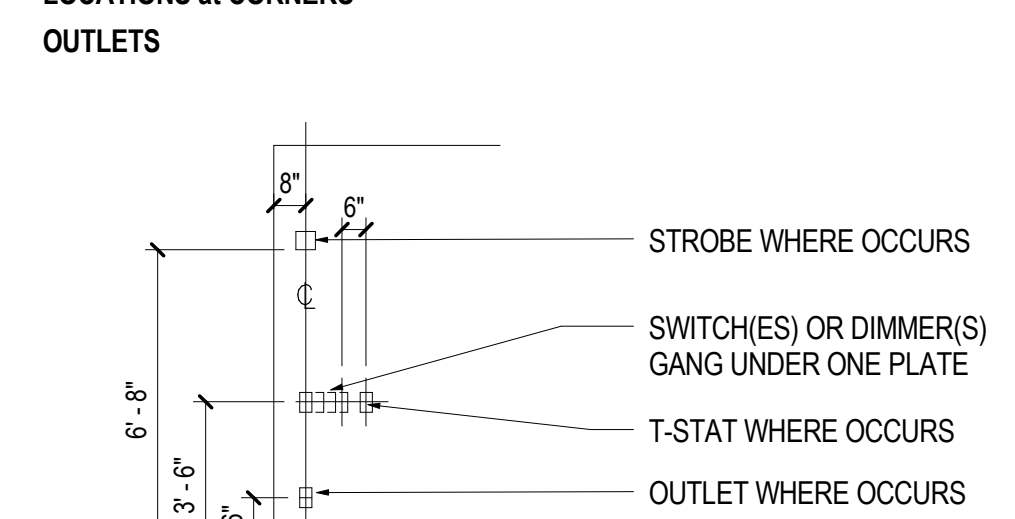 OUTLETS
8"
6"
STROBE WHERE OCCURS
℄
SWITCH(ES) OR DIMMER(S)
GANG UNDER ONE PLATE
6' - 8"
T-STAT WHERE OCCURS
3' - 6"
OUTLET WHERE OCCURS